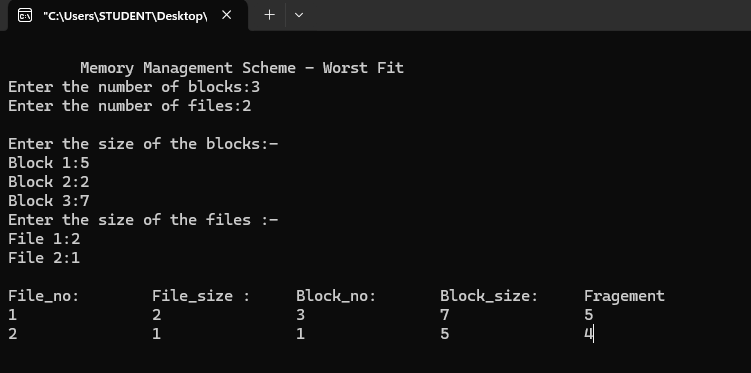 "C:\Users\STUDENT\Desktop\
Memory Management Scheme - Worst Fit
Enter the number of blocks:3
Enter the number of files:2
Enter the size of the blocks:-
Block 1:5
Block 2:2
Block 3:7
Enter the size of the files :-
File 1:2
File 2:1
File_no: File_size : Block_no: Block_size: Fragement
1 2 3 7 5
2 1 1 5 4